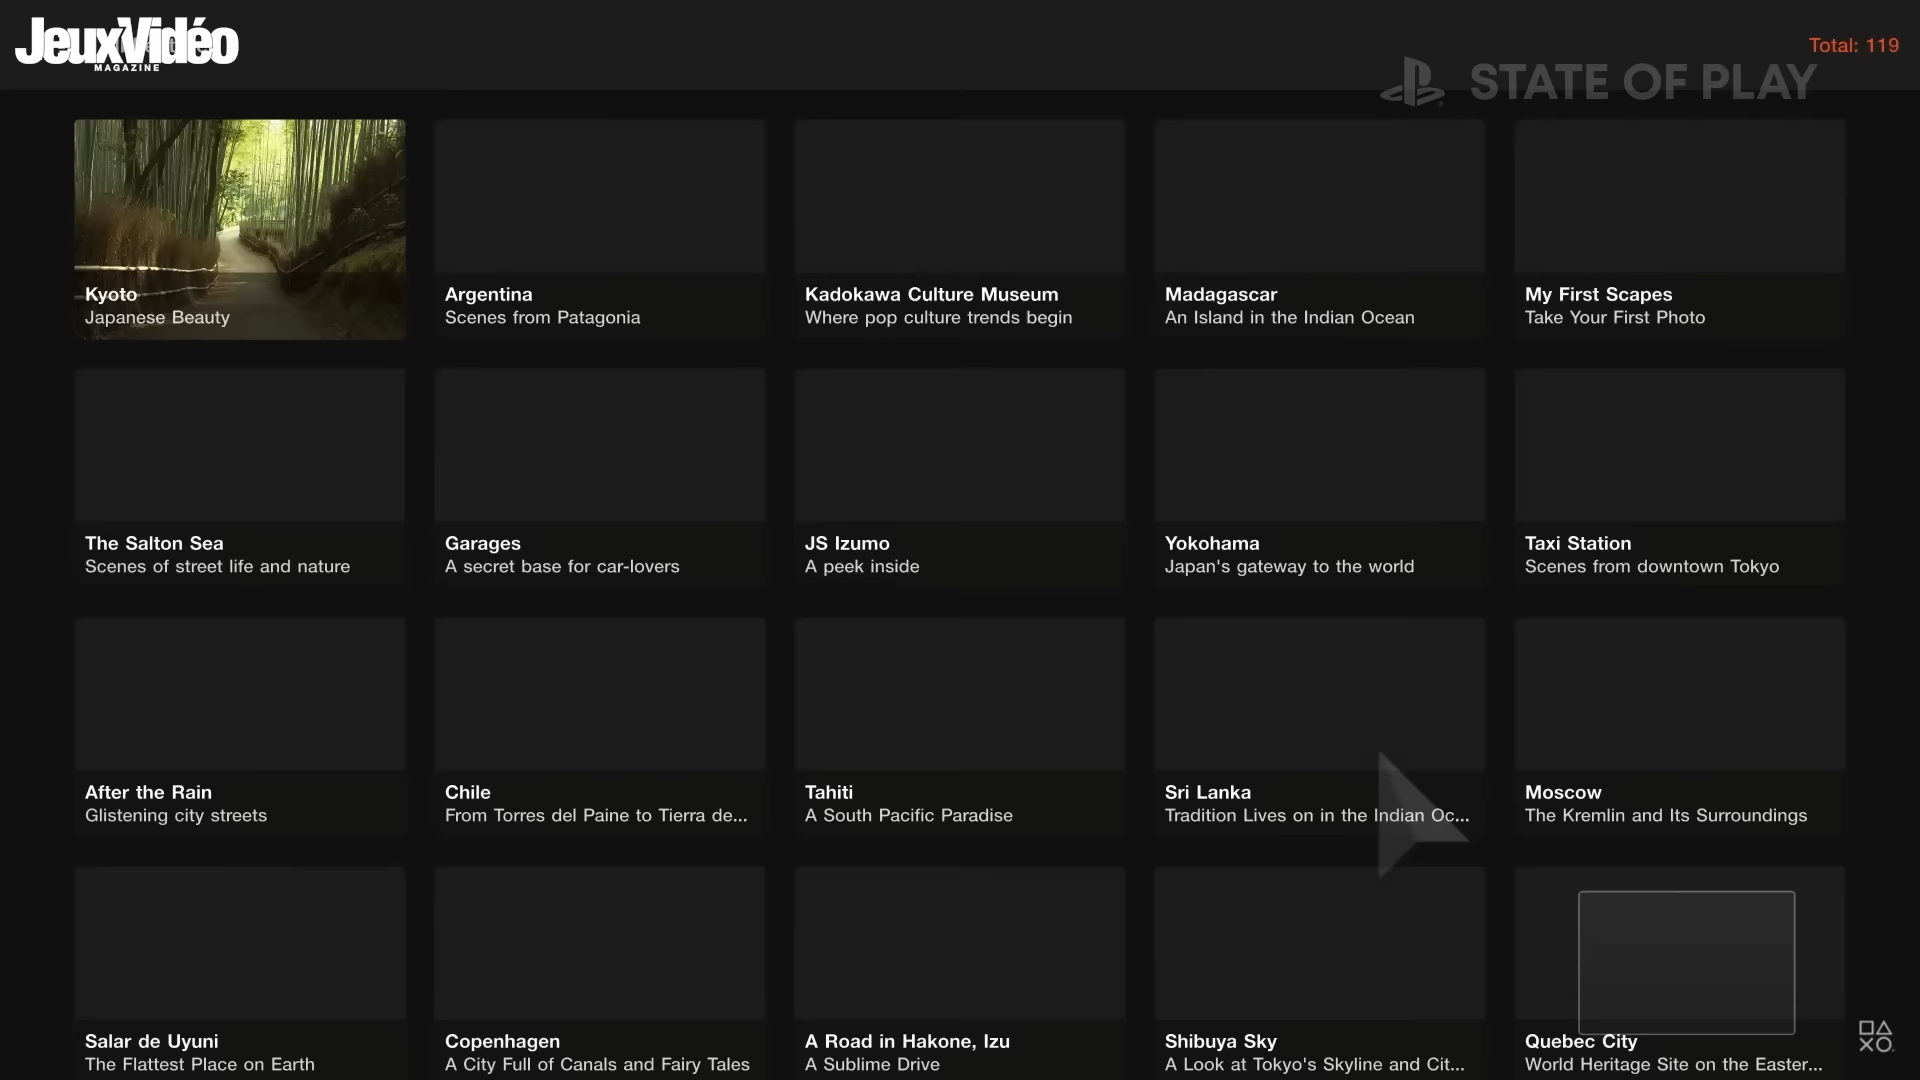 JeuxVidéo
MAGAZINE
Total: 119
STATE OF PLAY
Kyoto
Japanese Beauty
Argentina
Scenes from Patagonia
Kadokawa Culture Museum
Where pop culture trends begin
Madagascar
An Island in the Indian Ocean
My First Scapes
Take Your First Photo
The Salton Sea
Scenes of street life and nature
Garages
A secret base for car-lovers
JS Izumo
A peek inside
Yokohama
Japan's gateway to the world
Taxi Station
Scenes from downtown Tokyo
After the Rain
Glistening city streets
Chile
From Torres del Paine to Tierra de...
Tahiti
A South Pacific Paradise
Sri Lanka
Tradition Lives on in the Indian Oc...
Moscow
The Kremlin and Its Surroundings
Salar de Uyuni
The Flattest Place on Earth
Copenhagen
A City Full of Canals and Fairy Tales
A Road in Hakone, Izu
A Sublime Drive
Shibuya Sky
A Look at Tokyo's Skyline and Cit...
Quebec City
World Heritage Site on the Easter...